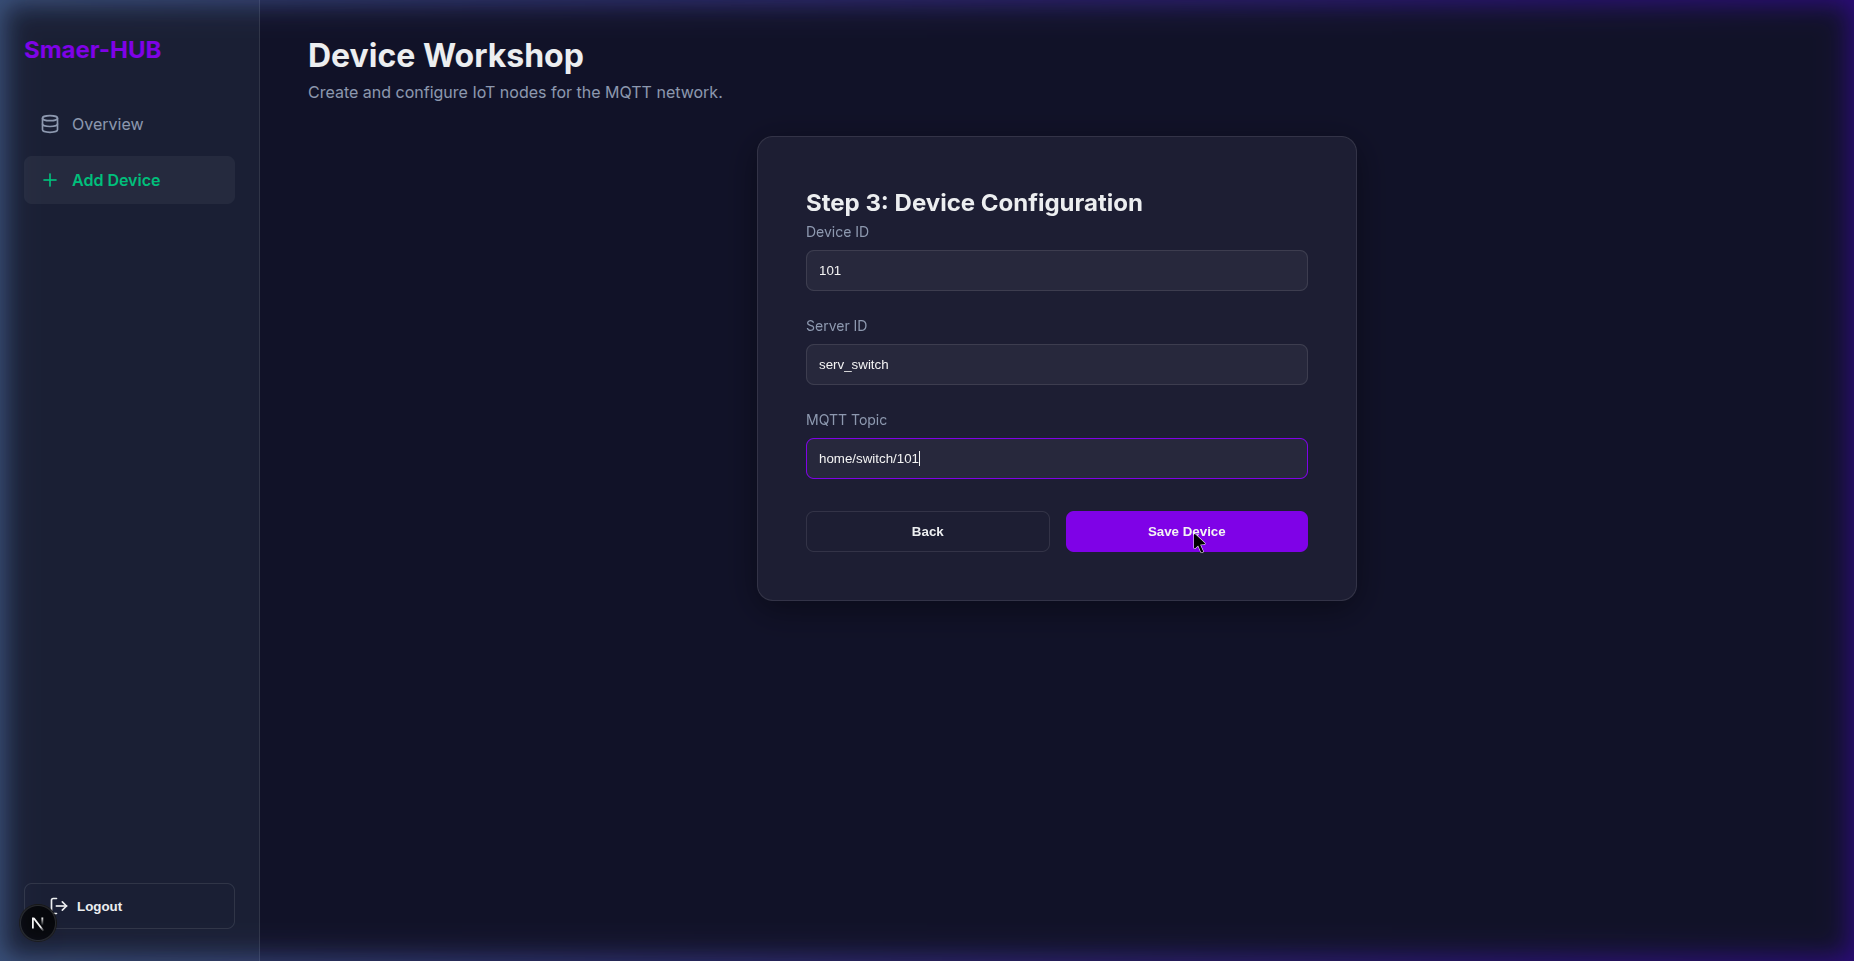 Smaer-HUB
Overview
Add Device
Logout
Device Workshop
Create and configure IoT nodes for the MQTT network.
Step 3: Device Configuration
Device ID
101
Server ID
serv_switch
MQTT Topic
home/switch/101
Back
Save Device
N